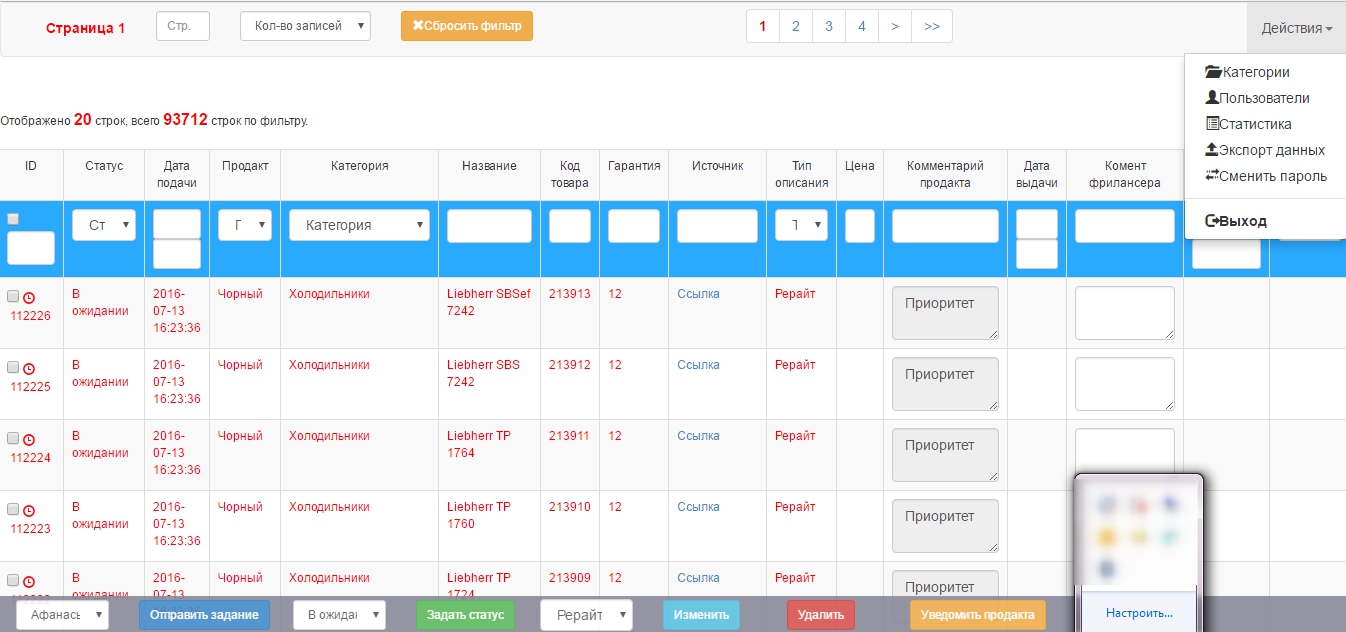 Страница 1 Стр. Кол-во записей Сбросить фильтр 1 2 3 4 > >> Действия
Категории
Пользователи
Статистика
Экспорт данных
Сменить пароль
Выход
Отображено 20 строк, всего 93712 строк по фильтру.
ID Статус Дата подачи Продакт Категория Название Код товара Гарантия Источник Тип описания Цена Комментарий продакта Дата выдачи Комент фрилансера
Ст Категория
112226 В ожидании 2016-07-13 16:23:36 Чорный Холодильники Liebherr SBSef 7242 213913 12 Ссылка Рерайт Приоритет
112225 В ожидании 2016-07-13 16:23:36 Чорный Холодильники Liebherr SBS 7242 213912 12 Ссылка Рерайт Приоритет
112224 В ожидании 2016-07-13 16:23:36 Чорный Холодильники Liebherr TP 1764 213911 12 Ссылка Рерайт Приоритет
112223 В ожидании 2016-07-13 16:23:36 Чорный Холодильники Liebherr TP 1760 213910 12 Ссылка Рерайт Приоритет
В ожидании 2016-07-13 Чорный Холодильники Liebherr TP 1724 213909 12 Ссылка Рерайт Приоритет
Афанась Отправить задание В ожидан Задать статус Рерайт Изменить Удалить Уведомить продакта Настроить...